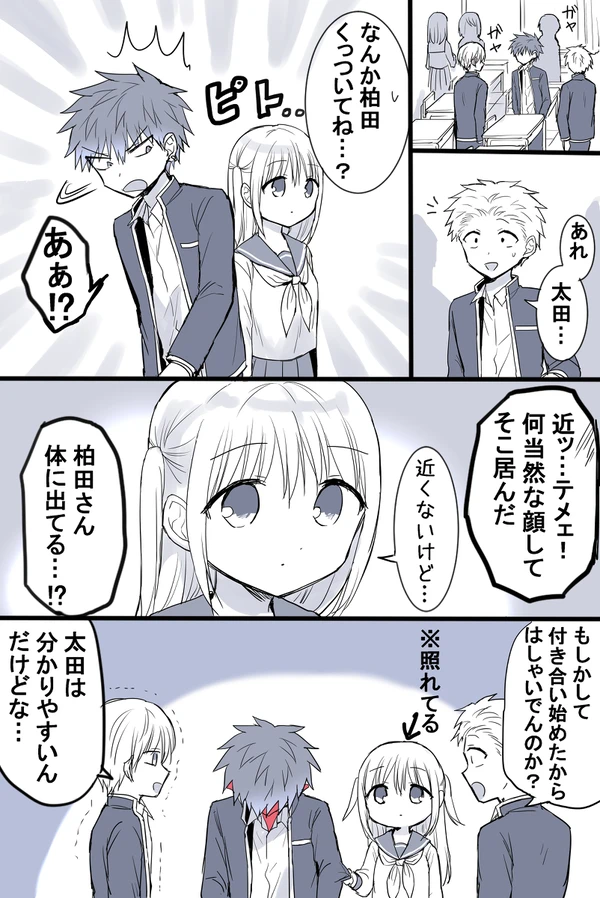 ガヤ
ガヤ
あれ
太田…
なんか柏田
くっついてね…?
ピト..
あぁ!?
近ッ…テメェ!
何当然な顔して
そこ居んだ
近くないけど…
柏田さん
体に出てる…!?
もしかして
付き合い始めたから
はしゃいでんのか?
※照れてる
太田は
分かりやすいん
だけどな…